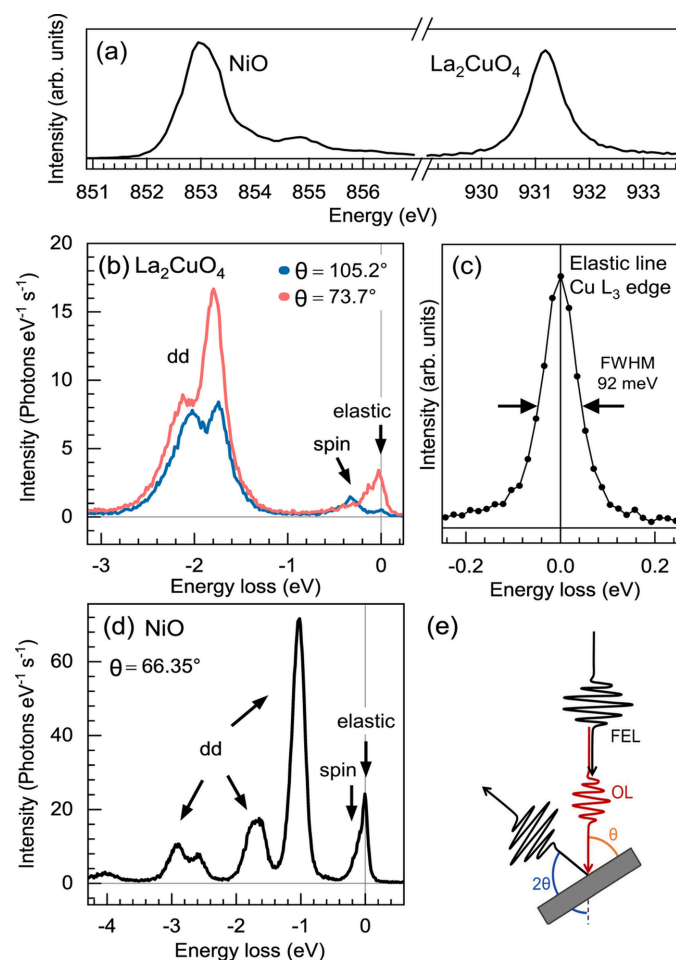 (a)
NiO
La₂CuO₄
Intensity (arb. units)
851 852 853 854 855 856 930 931 932 933
Energy (eV)
(b) La₂CuO₄
θ = 105.2°
θ = 73.7°
dd
elastic
spin
Intensity (Photons eV⁻¹ s⁻¹)
20
15
10
5
0
-3 -2 -1 0
Energy loss (eV)
(c)
Elastic line
Cu L₃ edge
FWHM
92 meV
Intensity (arb. units)
-0.2 0.0 0.2
Energy loss (eV)
(d) NiO
θ = 66.35°
dd
elastic
spin
Intensity (Photons eV⁻¹ s⁻¹)
60
40
20
0
-4 -3 -2 -1 0
Energy loss (eV)
(e)
FEL
OL
θ
2θ